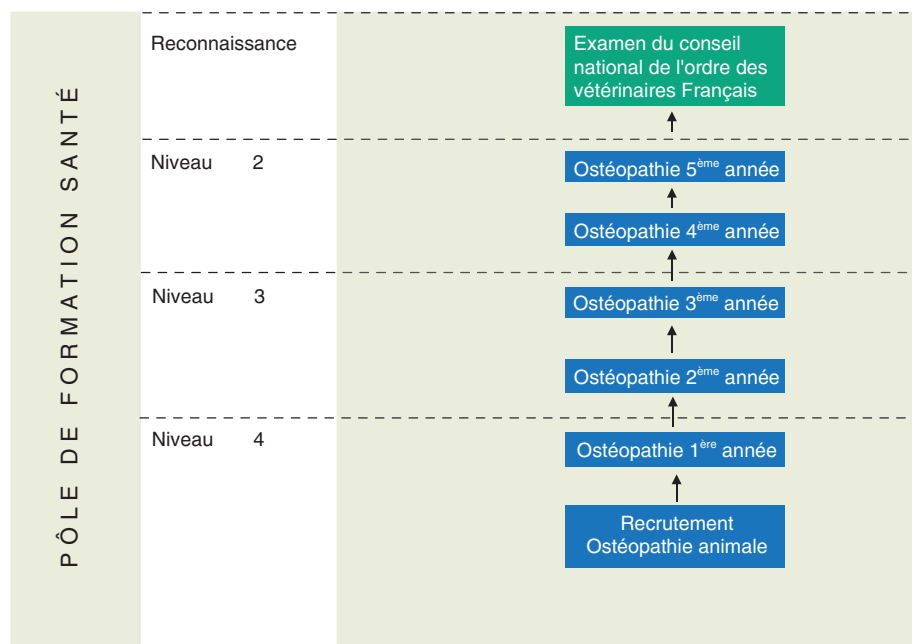 PÔLE DE FORMATION SANTÉ
Reconnaissance
Examen du conseil
national de l'ordre des
vétérinaires Français
Niveau 2
Ostéopathie 5ème année
Ostéopathie 4ème année
Niveau 3
Ostéopathie 3ème année
Ostéopathie 2ème année
Niveau 4
Ostéopathie 1ère année
Recrutement
Ostéopathie animale